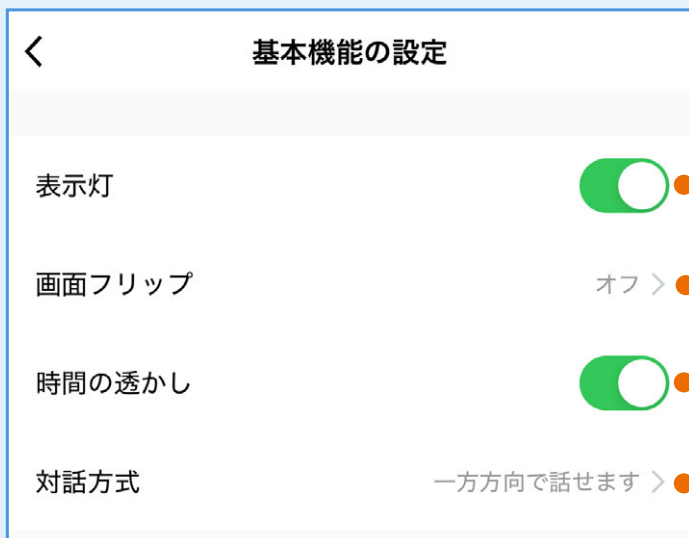 基本機能の設定
表示灯
画面フリップ オフ
時間の透かし
対話方式 一方方向で話せます